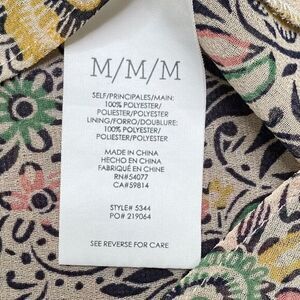 M/M/M
SELF/PRINCIPALES/MAIN:
100% POLYESTER/
POLIESTER/POLYESTER
LINING/FORRO/DOUBLURE:
100% POLYESTER/
POLIESTER/POLYESTER
MADE IN CHINA
HECHO EN CHINA
FABRIQUÉ EN CHINE
RN#54077
CA#59814
STYLE# 5344
PO# 219064
SEE REVERSE FOR CARE